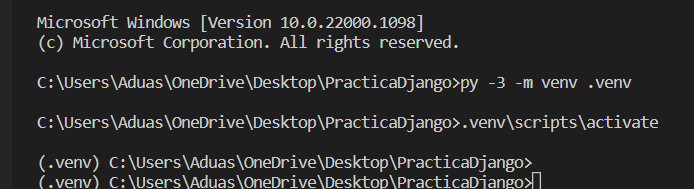 Microsoft Windows [Version 10.0.22000.1098]
(c) Microsoft Corporation. All rights reserved.
C:\Users\Aduas\OneDrive\Desktop\PracticaDjango>py -3 -m venv .venv
C:\Users\Aduas\OneDrive\Desktop\PracticaDjango>.venv\scripts\activate
(.venv) C:\Users\Aduas\OneDrive\Desktop\PracticaDjango>
(.venv) C:\Users\Aduas\OneDrive\Desktop\PracticaDjango>